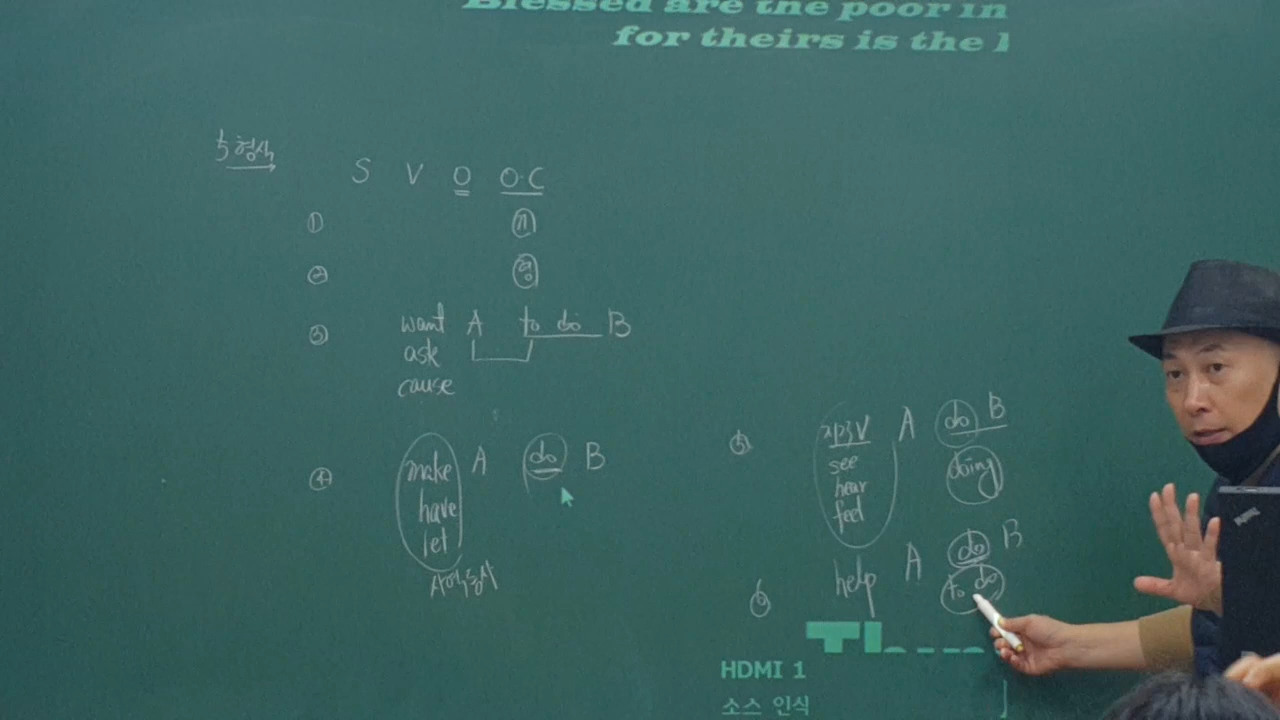 Blessed are the poor in
for theirs is the
5형식
S V O O.C
① ⓝ
② ⓐ
③ want A to do B
ask
cause
④ make A do B
have
let
사역동사
⑤ 지각V A do B
see doing
hear
feel
⑥ help A do B
to do
HDMI 1
소스 인식